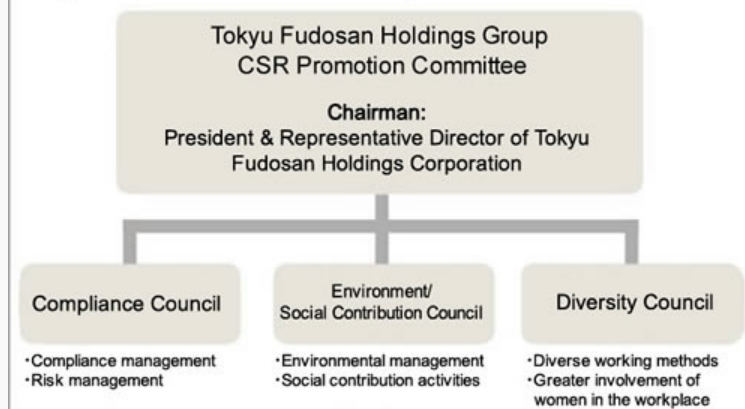 Tokyu Fudosan Holdings Group
CSR Promotion Committee
Chairman:
President & Representative Director of Tokyu
Fudosan Holdings Corporation
Compliance Council
・Compliance management
・Risk management
Environment/
Social Contribution Council
・Environmental management
・Social contribution activities
Diversity Council
・Diverse working methods
・Greater involvement of
women in the workplace